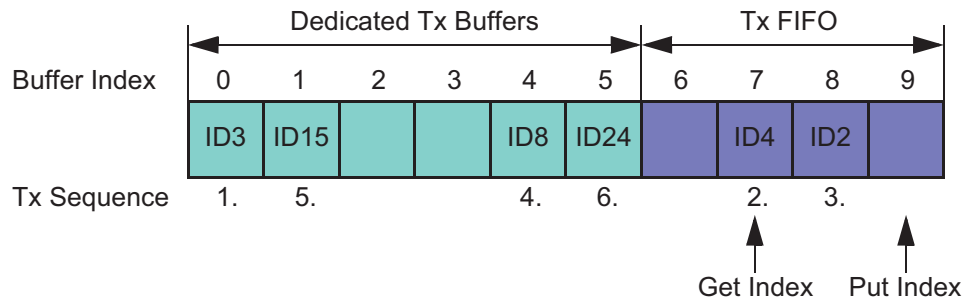 Dedicated Tx Buffers Tx FIFO
Buffer Index 0 1 2 3 4 5 6 7 8 9
ID3 ID15 ID8 ID24 ID4 ID2
Tx Sequence 1. 5. 4. 6. 2. 3.
Get Index Put Index